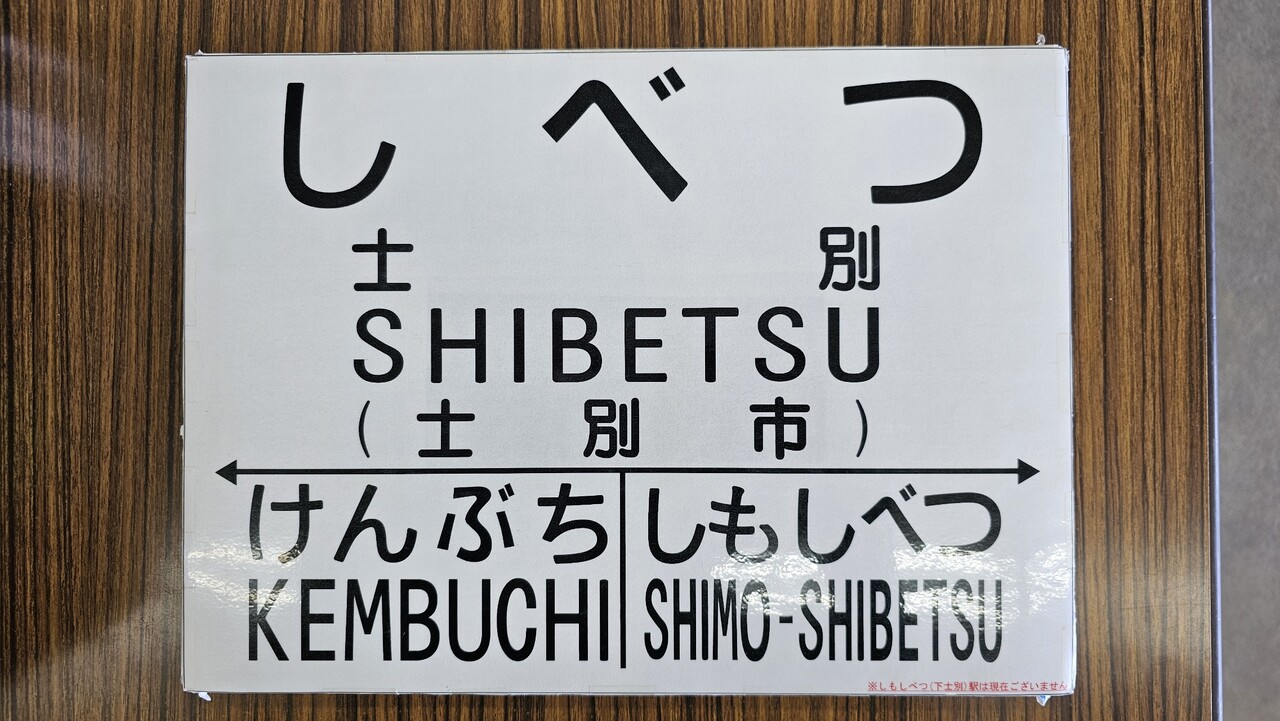 しべつ
士別
SHIBETSU
(士別市)
けんぶち しもしべつ
KEMBUCHI SHIMO-SHIBETSU
※しもしべつ(下士別)駅は現在ございません